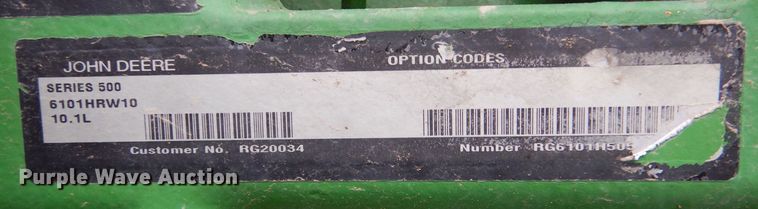 JOHN DEERE
OPTION CODES
SERIES 500
6101HRW10
10.1L
Customer No. RG20034
Number RG6101H505
Purple Wave Auction